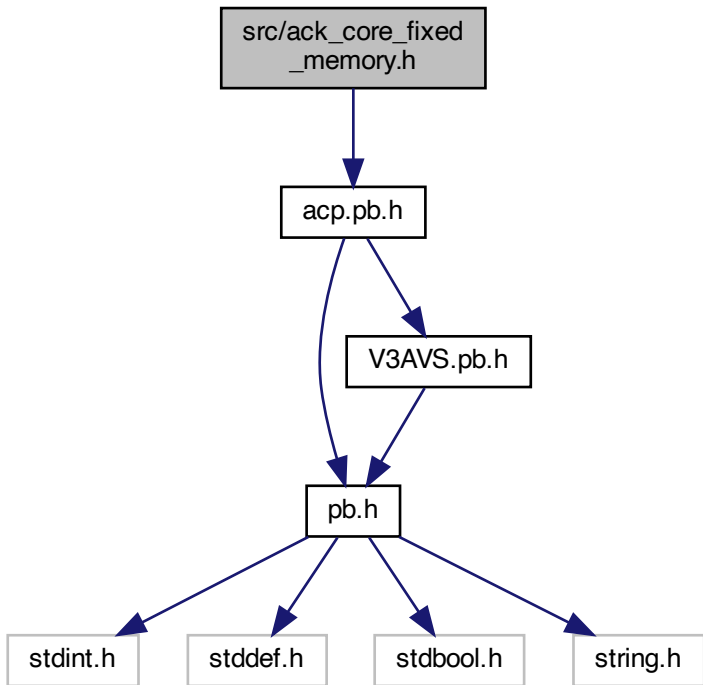 src/ack_core_fixed
_memory.h
acp.pb.h
V3AVS.pb.h
pb.h
stdint.h
stddef.h
stdbool.h
string.h